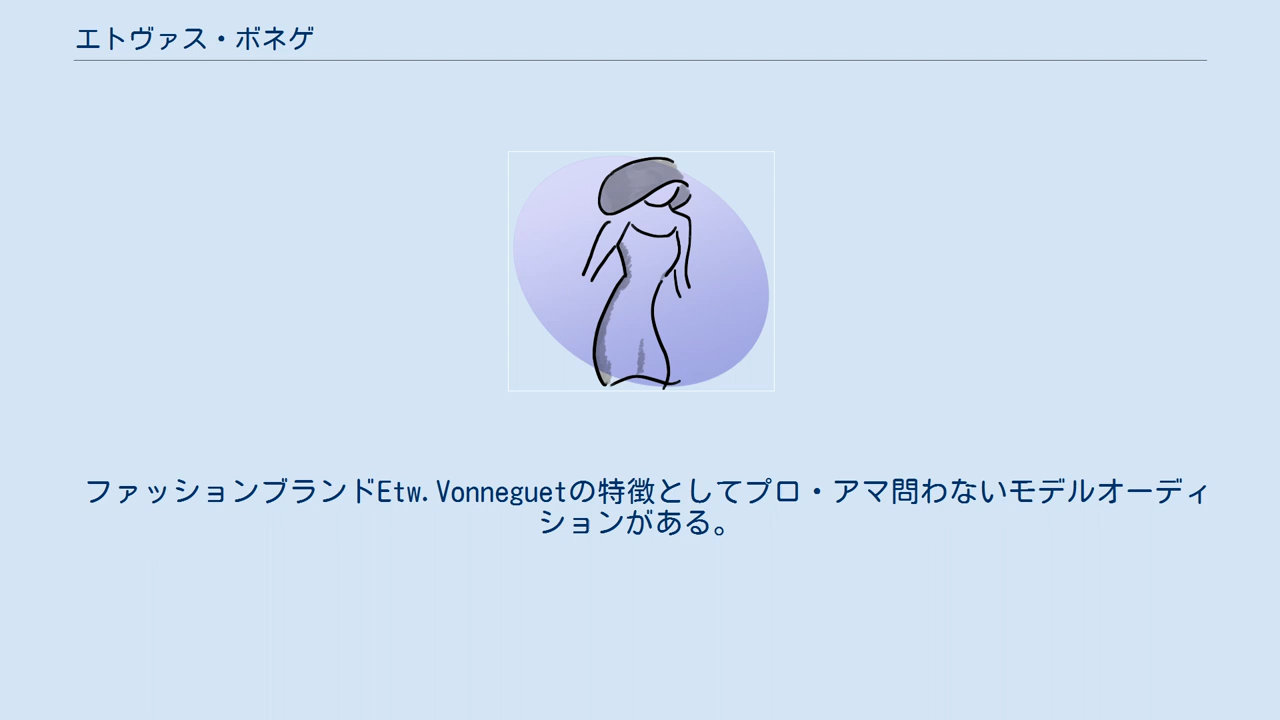 エトヴァス・ボネゲ
ファッションブランドEtw.Vonneguetの特徴としてプロ・アマ問わないモデルオーディ
ションがある。